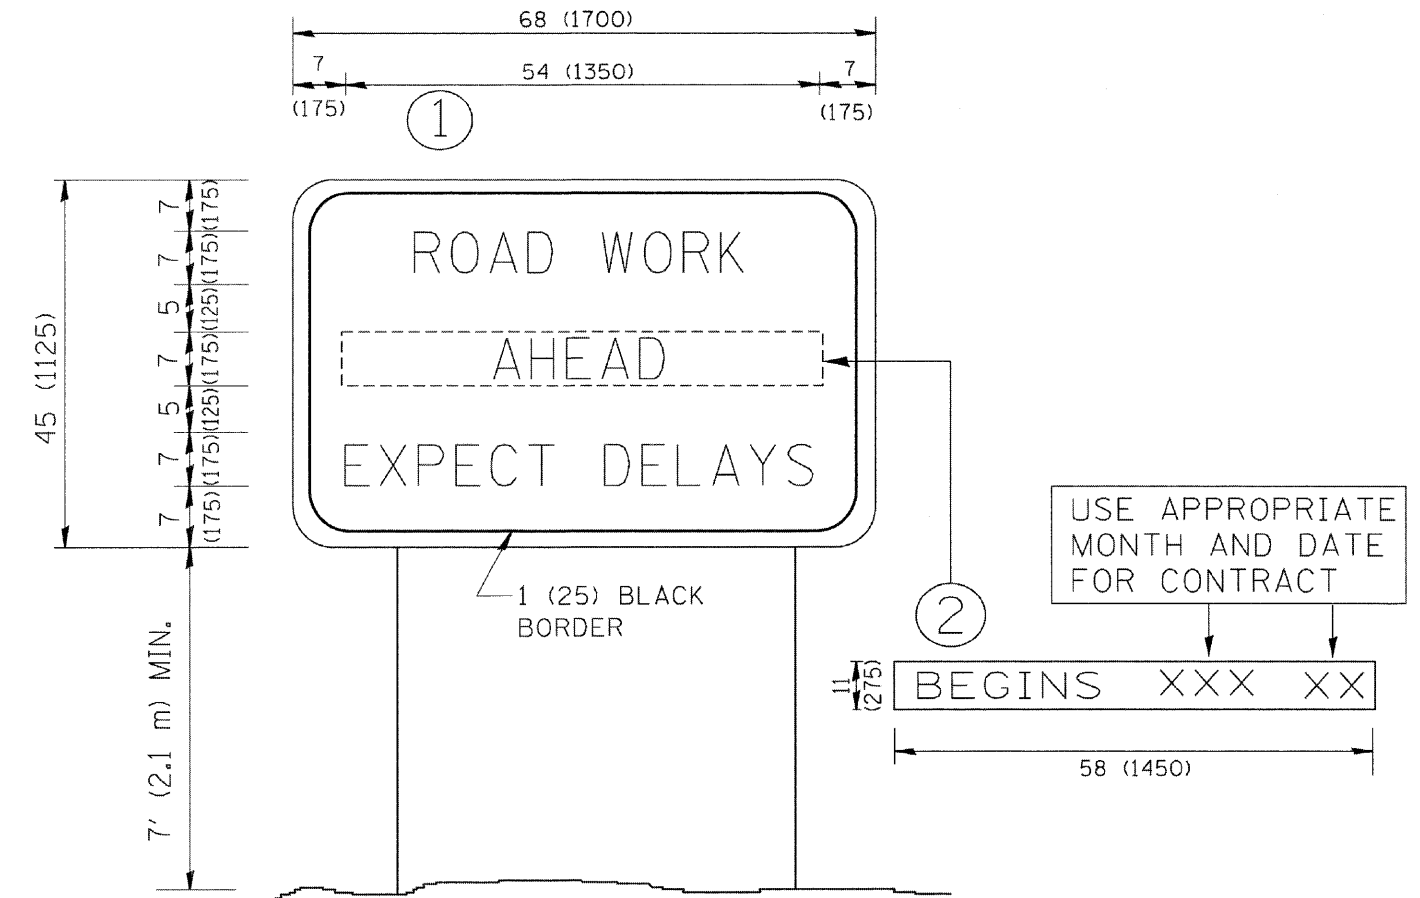 68 (1700)
7
54 (1350)
7
(175)
(175)
1
45 (1125)
7
(175)
7
(175)
5
(125)
7
(175)
5
(125)
7
(175)
7
(175)
ROAD WORK
AHEAD
EXPECT DELAYS
1 (25) BLACK
BORDER
7' (2.1 m) MIN.
USE APPROPRIATE
MONTH AND DATE
FOR CONTRACT
2
11
(275)
BEGINS XXX XX
58 (1450)